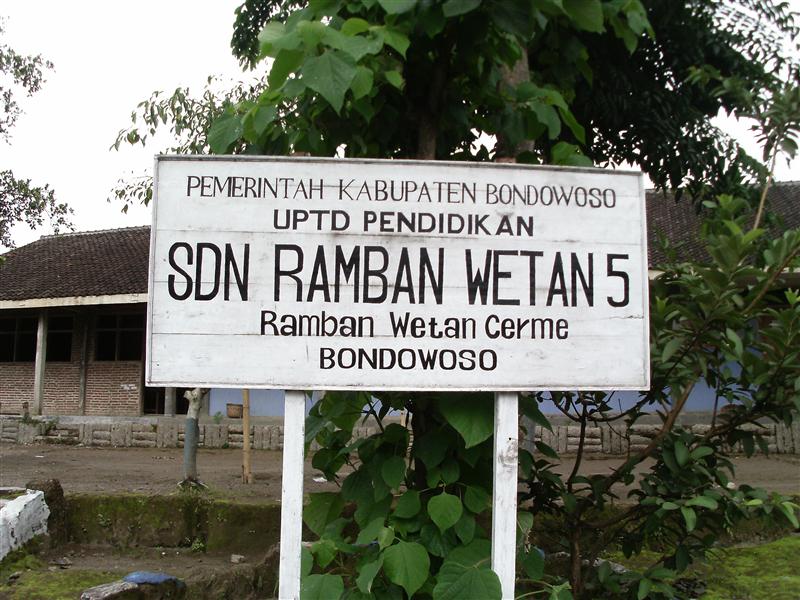 PEMERINTAH KABUPATEN BONDOWOSO
UPTD PENDIDIKAN
SDN RAMBAN WETAN 5
Ramban Wetan Cerme
BONDOWOSO